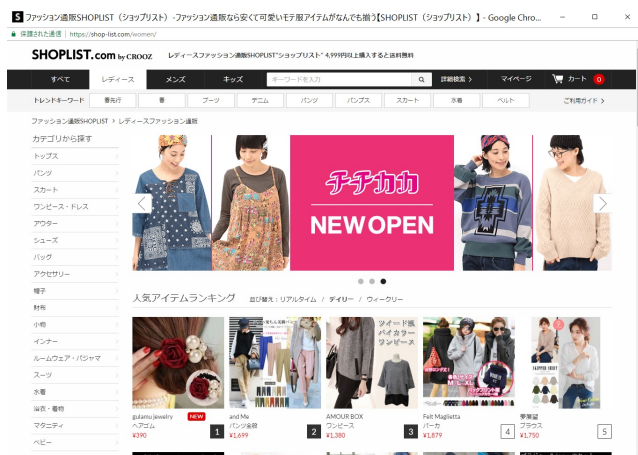 ファッション通販SHOPLIST（ショップリスト）-ファッション通販なら安くて可愛いモテ服アイテムがなんでも揃う【SHOPLIST（ショップリスト）】 - Google Chro...
保護された通信 | https://shop-list.com/women/
SHOPLIST.com by CROOZ レディースファッション通販SHOPLIST"ショップリスト" 4,999円以上購入すると送料無料
すべて レディース メンズ キッズ キーワードを入力 詳細検索 > マイページ カート 0
トレンドキーワード 春先行 春 ブーツ デニム パンツ パンプス スカート 水着 ベルト ご利用ガイド >
ファッション通販SHOPLIST > レディースファッション通販
カテゴリから探す
トップス
パンツ
スカート
ワンピース・ドレス
アウター
シューズ
バッグ
アクセサリー
帽子
財布
小物
インナー
ルームウェア・パジャマ
スーツ
水着
浴衣・着物
マタニティ
ベビー
チチカカ
NEW OPEN
人気アイテムランキング 並び替え：リアルタイム / デイリー / ウィークリー
ツイード風
バイカラー
ワンピース
M L XL
TKPPER SHIRT
gulamu jewelry NEW
ヘアゴム
¥390 1
and Me
パンツ全般
¥1,699 2
AMOUR BOX
ワンピース
¥1,380 3
Felt Maglietta
パーカ
¥1,879 4
夢展望
ブラウス
¥1,750 5